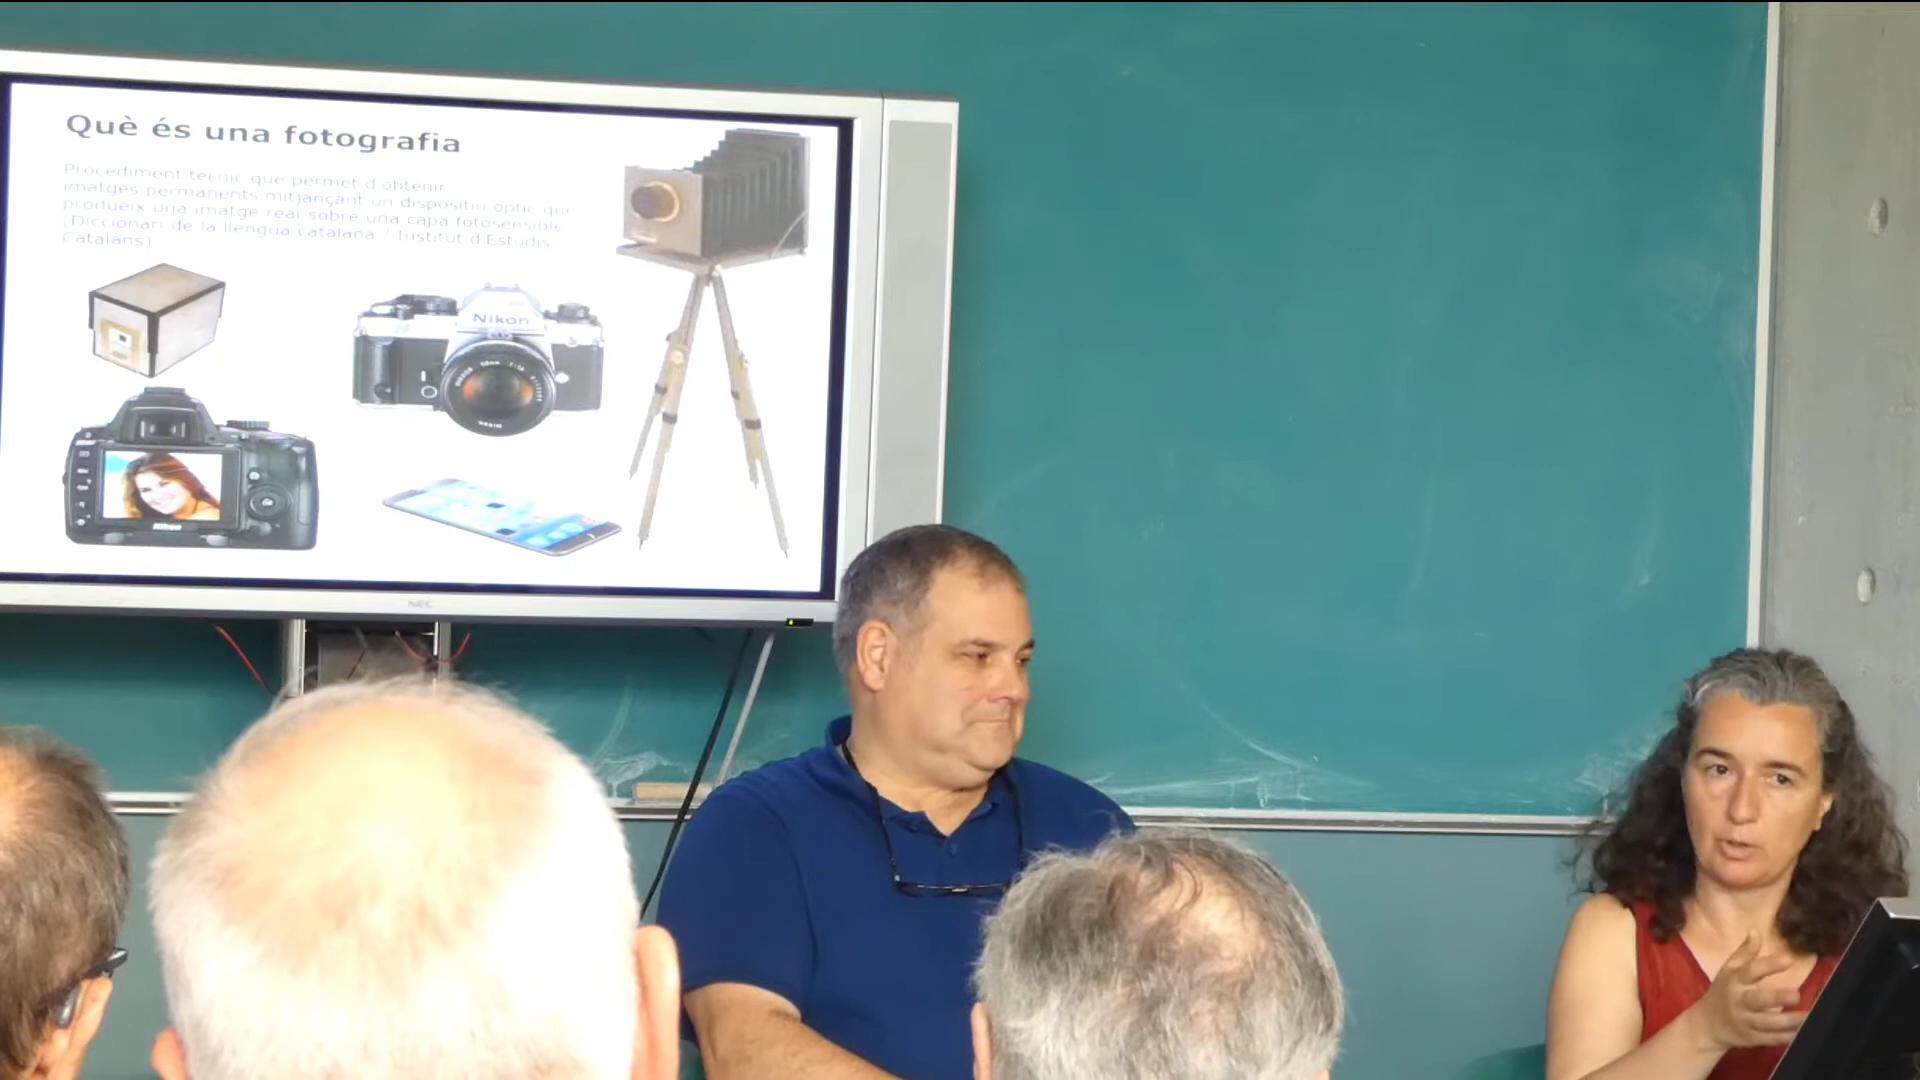 Què és una fotografia
Procediment tècnic que permet d'obtenir
imatges permanents mitjançant un dispositiu òptic que
produeix una imatge real sobre una capa fotosensible
(Diccionari de la llengua catalana / Institut d'Estudis
Catalans)
Nikon
Nikon
NEC